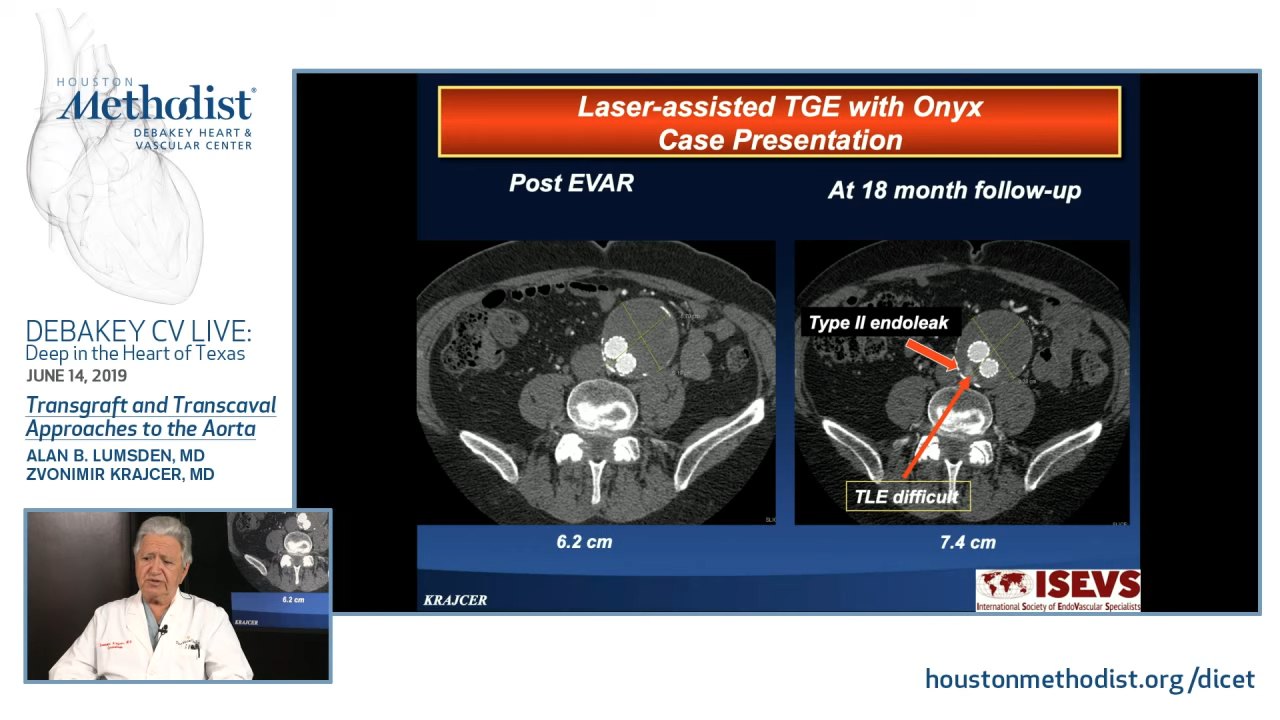 HOUSTON
Methodist®
DEBAKEY HEART &
VASCULAR CENTER
DEBAKEY CV LIVE:
Deep in the Heart of Texas
JUNE 14, 2019
Transgraft and Transcaval
Approaches to the Aorta
ALAN B. LUMSDEN, MD
ZVONIMIR KRAJCER, MD
Laser-assisted TGE with Onyx
Case Presentation
Post EVAR
At 18 month follow-up
Type II endoleak
TLE difficult
6.2 cm
7.4 cm
KRAJCER
ISEVS
International Society of EndoVascular Specialists
6.2 cm
KRAJCER
houstonmethodist.org/dicet